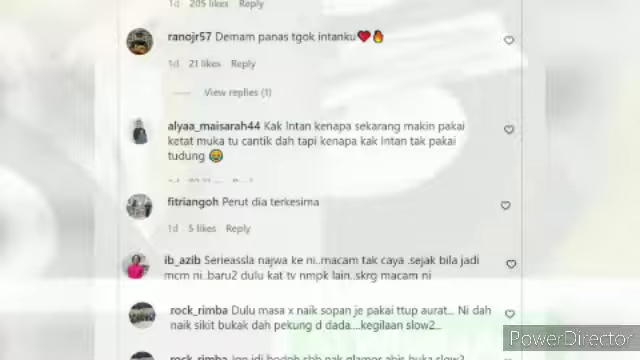 1d 205 likes Reply
ranojr57 Demam panas tgok intanku❤️🔥
1d 21 likes Reply
View replies (1)
alyaa_maisarah44 Kak Intan kenapa sekarang makin pakai
ketat muka tu cantik dah tapi kenapa kak Intan tak pakai
tudung 😭
fitriangoh Perut dia terkesima
1d 5 likes Reply
ib_azib Serieassla najwa ke ni..macam tak caya .sejak bila jadi
mcm ni..baru2 dulu kat tv nmpk lain..skrg macam ni
rock_rimba Dulu masa x naik sopan je pakai ttup aurat... Ni dah
naik sikit bukak dah pekung d dada....kegilaan slow2...
PowerDirector